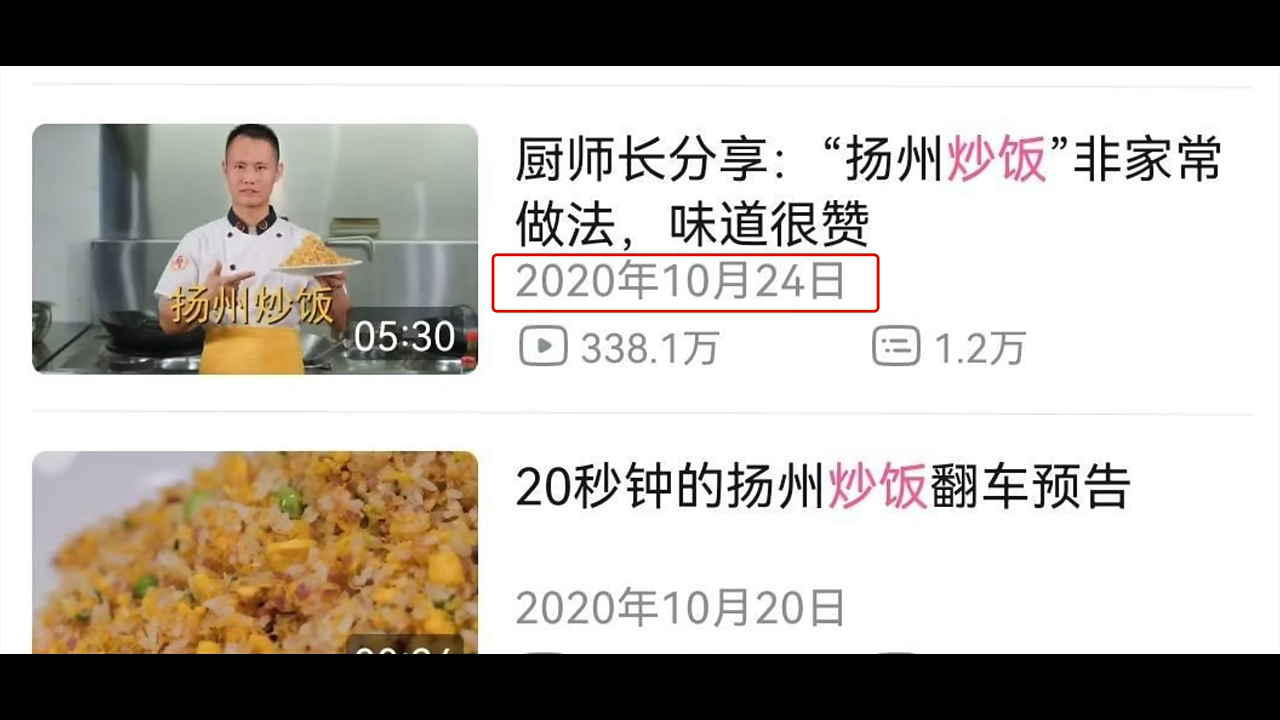 厨师长分享：“扬州炒饭”非家常
做法，味道很赞
2020年10月24日
338.1万
1.2万
扬州炒饭
05:30
20秒钟的扬州炒饭翻车预告
2020年10月20日